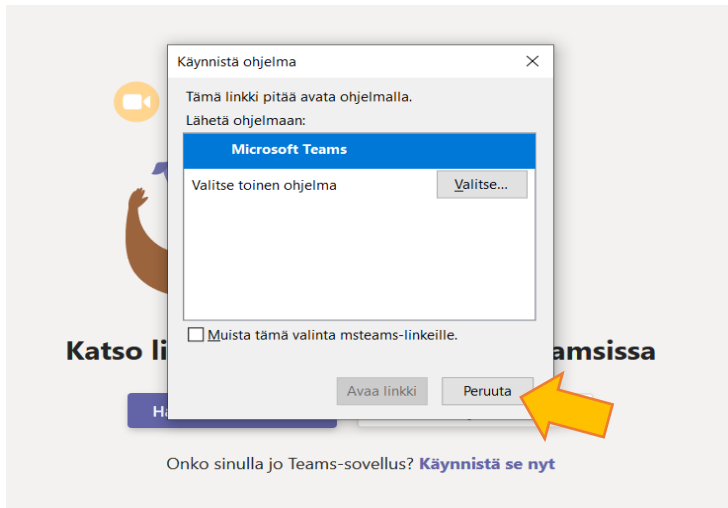 Käynnistä ohjelma
Tämä linkki pitää avata ohjelmalla.
Lähetä ohjelmaan:
Microsoft Teams
Valitse toinen ohjelma Valitse...
Muista tämä valinta msteams-linkeille.
Katso li amsissa
Avaa linkki Peruuta
Onko sinulla jo Teams-sovellus? Käynnistä se nyt